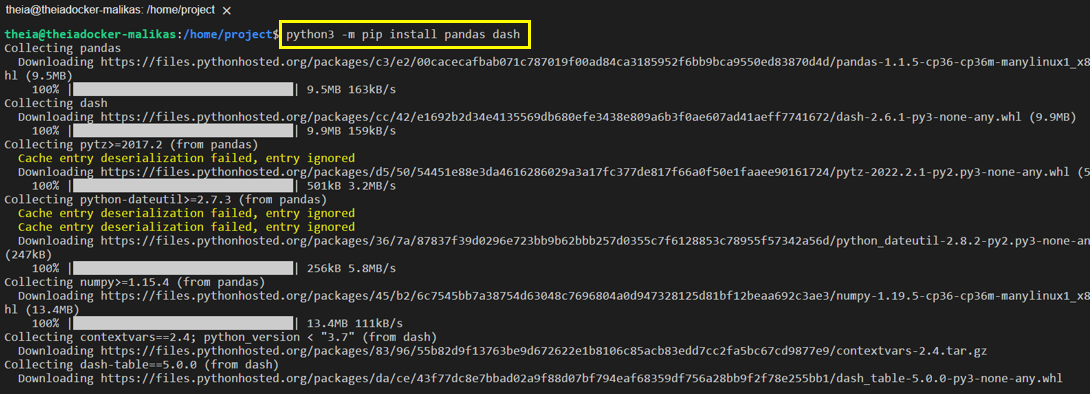 theia@theiadocker-malikas: /home/project ×
theia@theiadocker-malikas:/home/project$ python3 -m pip install pandas dash
Collecting pandas
  Downloading https://files.pythonhosted.org/packages/c3/e2/00cacecafbab071c787019f00ad84ca3185952f6bb9bca9550ed83870d4d/pandas-1.1.5-cp36-cp36m-manylinux1_x8
hl (9.5MB)
    100% |████████████████████████████████| 9.5MB 163kB/s
Collecting dash
  Downloading https://files.pythonhosted.org/packages/cc/42/e1692b2d34e4135569db680efe3438e809a6b3f0ae607ad41aeff7741672/dash-2.6.1-py3-none-any.whl (9.9MB)
    100% |████████████████████████████████| 9.9MB 159kB/s
Collecting pytz>=2017.2 (from pandas)
  Cache entry deserialization failed, entry ignored
  Downloading https://files.pythonhosted.org/packages/d5/50/54451e88e3da4616286029a3a17fc377de817f66a0f50e1faaee90161724/pytz-2022.2.1-py2.py3-none-any.whl (5
    100% |████████████████████████████████| 501kB 3.2MB/s
Collecting python-dateutil>=2.7.3 (from pandas)
  Cache entry deserialization failed, entry ignored
  Cache entry deserialization failed, entry ignored
  Downloading https://files.pythonhosted.org/packages/36/7a/87837f39d0296e723bb9b62bbb257d0355c7f6128853c78955f57342a56d/python_dateutil-2.8.2-py2.py3-none-an
(247kB)
    100% |████████████████████████████████| 256kB 5.8MB/s
Collecting numpy>=1.15.4 (from pandas)
  Downloading https://files.pythonhosted.org/packages/45/b2/6c7545bb7a38754d63048c7696804a0d947328125d81bf12beaa692c3ae3/numpy-1.19.5-cp36-cp36m-manylinux1_x8
hl (13.4MB)
    100% |████████████████████████████████| 13.4MB 111kB/s
Collecting contextvars==2.4; python_version < "3.7" (from dash)
  Downloading https://files.pythonhosted.org/packages/83/96/55b82d9f13763be9d672622e1b8106c85acb83edd7cc2fa5bc67cd9877e9/contextvars-2.4.tar.gz
Collecting dash-table==5.0.0 (from dash)
  Downloading https://files.pythonhosted.org/packages/da/ce/43f77dc8e7bbad02a9f88d07bf794eaf68359df756a28bb9f2f78e255bb1/dash_table-5.0.0-py3-none-any.whl